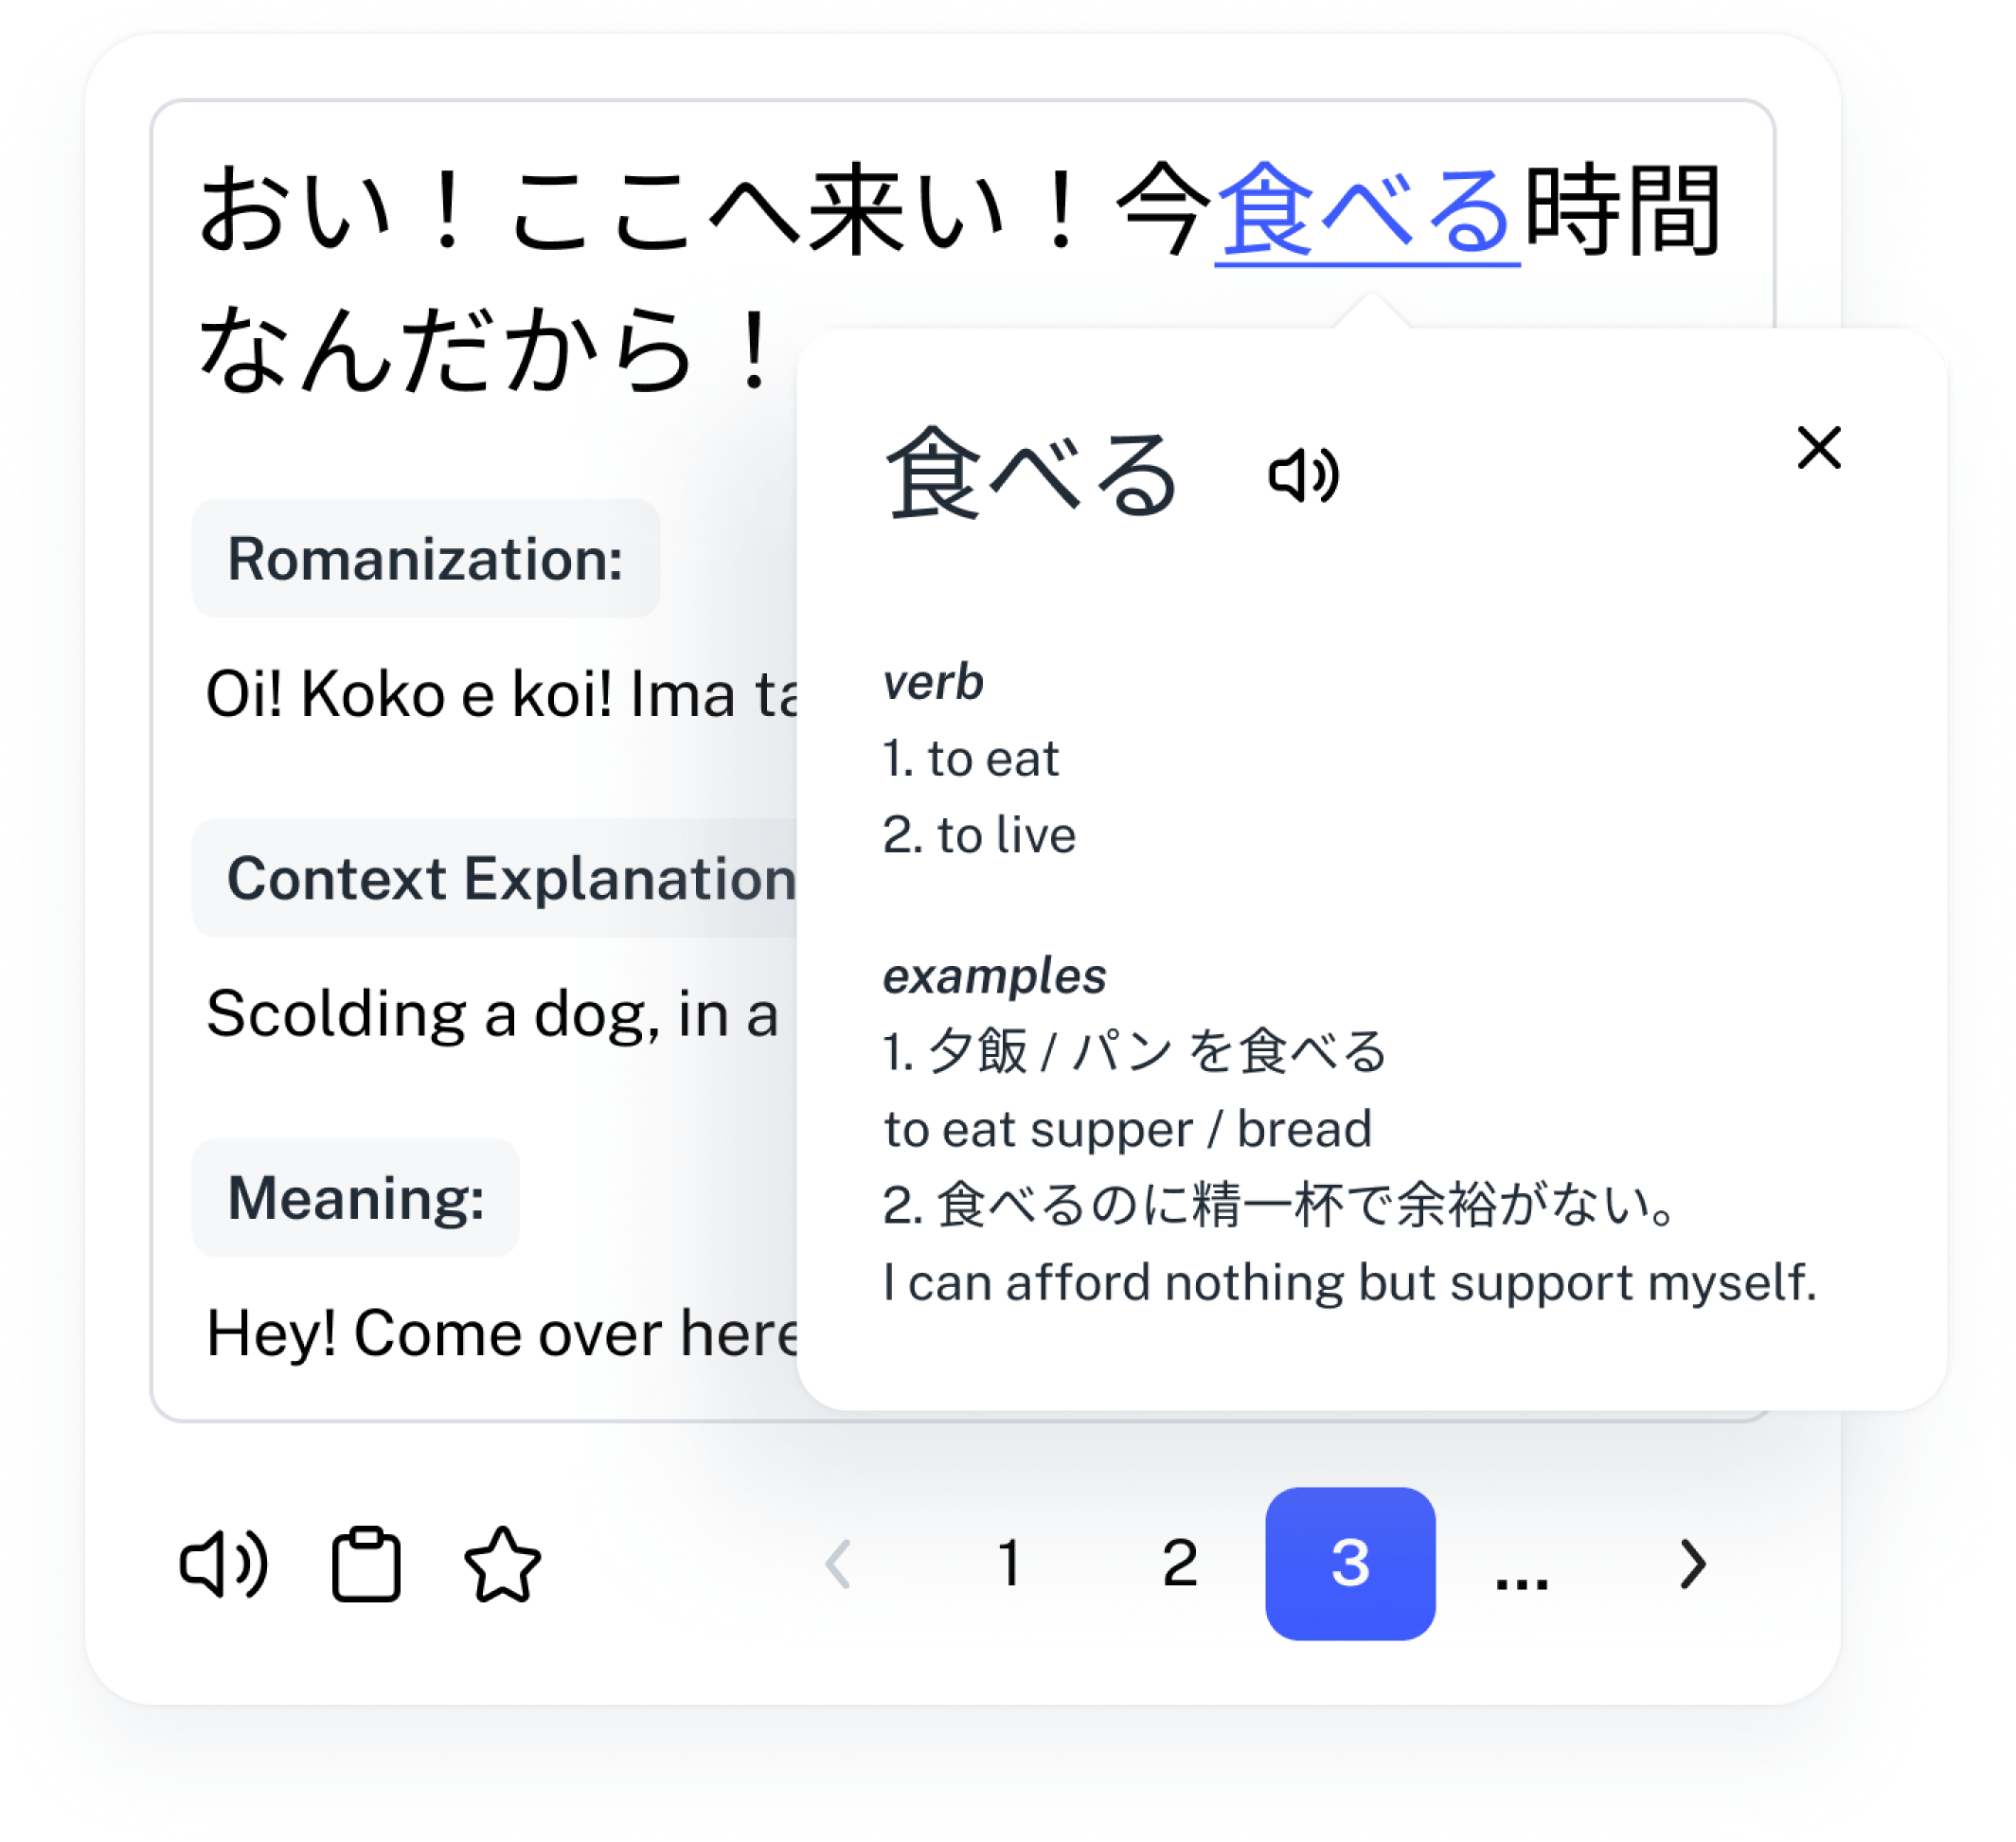 おい！ここへ来い！今食べる時間
なんだから！
食べる
Romanization:
verb
Oi! Koko e koi! Ima
1. to eat
2. to live
Context Explanation
examples
Scolding a dog, in a
1. 夕飯 / パン を食べる
to eat supper / bread
Meaning:
2. 食べるのに精一杯で余裕がない。
I can afford nothing but support myself.
Hey! Come over here
1 2 3 ...